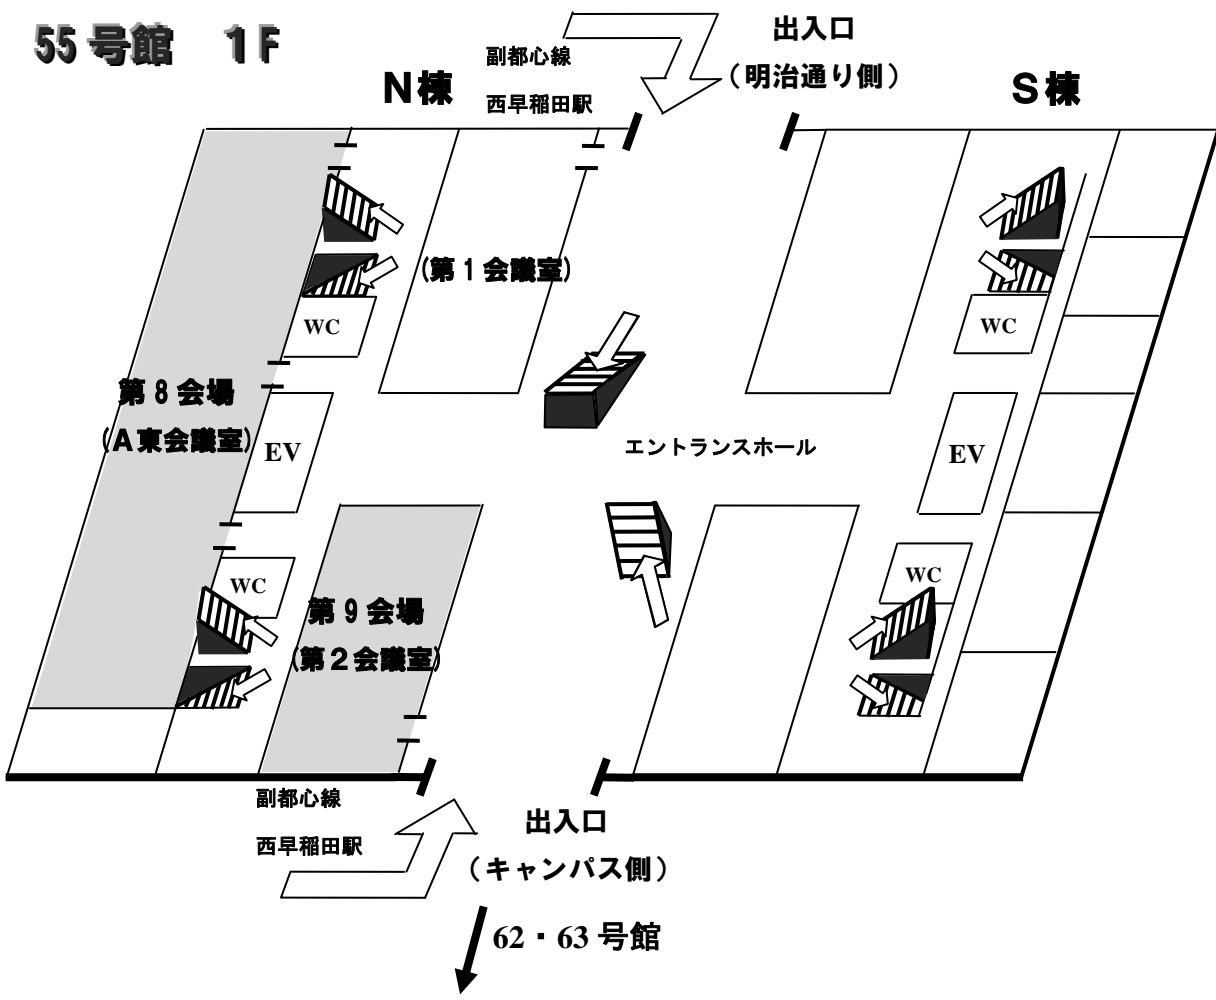 55号館　1F
副都心線
西早稲田駅
出入口
（明治通り側）
N棟
S棟
(第1会議室)
WC
WC
第8会場
(A東会議室)
EV
エントランスホール
EV
WC
WC
第9会場
(第2会議室)
副都心線
西早稲田駅
出入口
（キャンパス側）
62・63号館